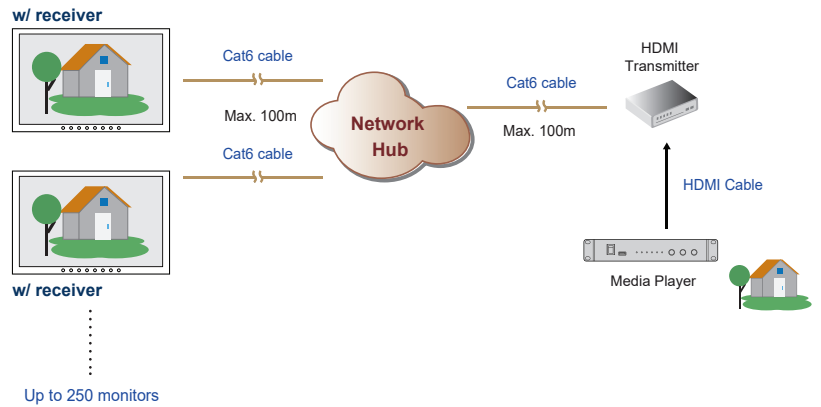 w/ receiver
Cat6 cable
Max. 100m
Cat6 cable
Network
Hub
Cat6 cable
Max. 100m
HDMI
Transmitter
HDMI Cable
Media Player
w/ receiver
Up to 250 monitors